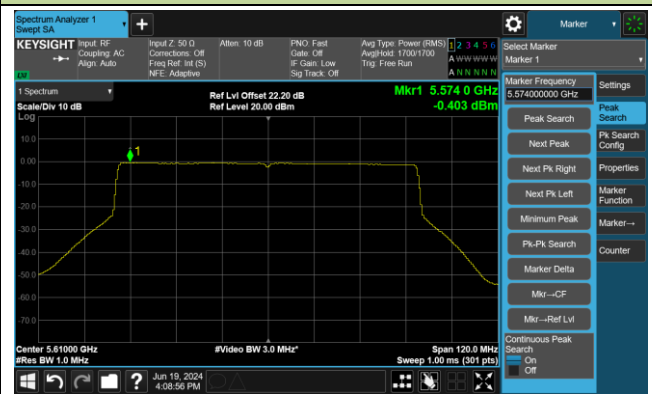 Spectrum Analyzer 1
Swept SA
+
Marker
KEYSIGHT
Input: RF
Coupling: AC
Align: Auto
Input Z: 50 Ω
Corrections: Off
Freq Ref: Int (S)
NFE: Adaptive
Atten: 10 dB
PNO: Fast
Gate: Off
IF Gain: Low
Sig Track: Off
Avg Type: Power (RMS)
Avg|Hold: 1700/1700
Trig: Free Run
1 2 3 4 5 6
A W W W W W
A N N N N N
LXI
Select Marker
Marker 1
1 Spectrum
Scale/Div 10 dB
Ref Lvl Offset 22.20 dB
Ref Level 20.00 dBm
Mkr1 5.574 0 GHz
-0.403 dBm
Log
10.0
0.00
-10.0
-20.0
-30.0
-40.0
-50.0
-60.0
-70.0
1
Center 5.61000 GHz
#Res BW 1.0 MHz
#Video BW 3.0 MHz*
Span 120.0 MHz
Sweep 1.00 ms (301 pts)
Marker Frequency
5.574000000 GHz
Peak Search
Next Peak
Next Pk Right
Next Pk Left
Minimum Peak
Pk-Pk Search
Marker Delta
Mkr→CF
Mkr→Ref Lvl
Continuous Peak
Search
On
Off
Settings
Peak
Search
Pk Search
Config
Properties
Marker
Function
Marker→
Counter
?
Jun 19, 2024
4:08:56 PM